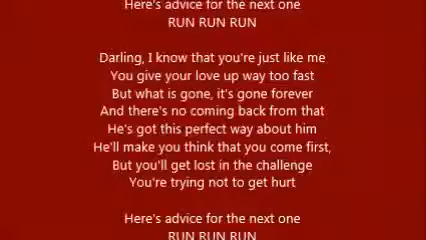 Here's advice for the next one
RUN RUN RUN
Darling, I know that you're just like me
You give your love up way too fast
But what is gone, it's gone forever
And there's no coming back from that
He's got this perfect way about him
He'll make you think that you come first,
But you'll get lost in the challenge
You're trying not to get hurt
Here's advice for the next one
RUN RUN RUN